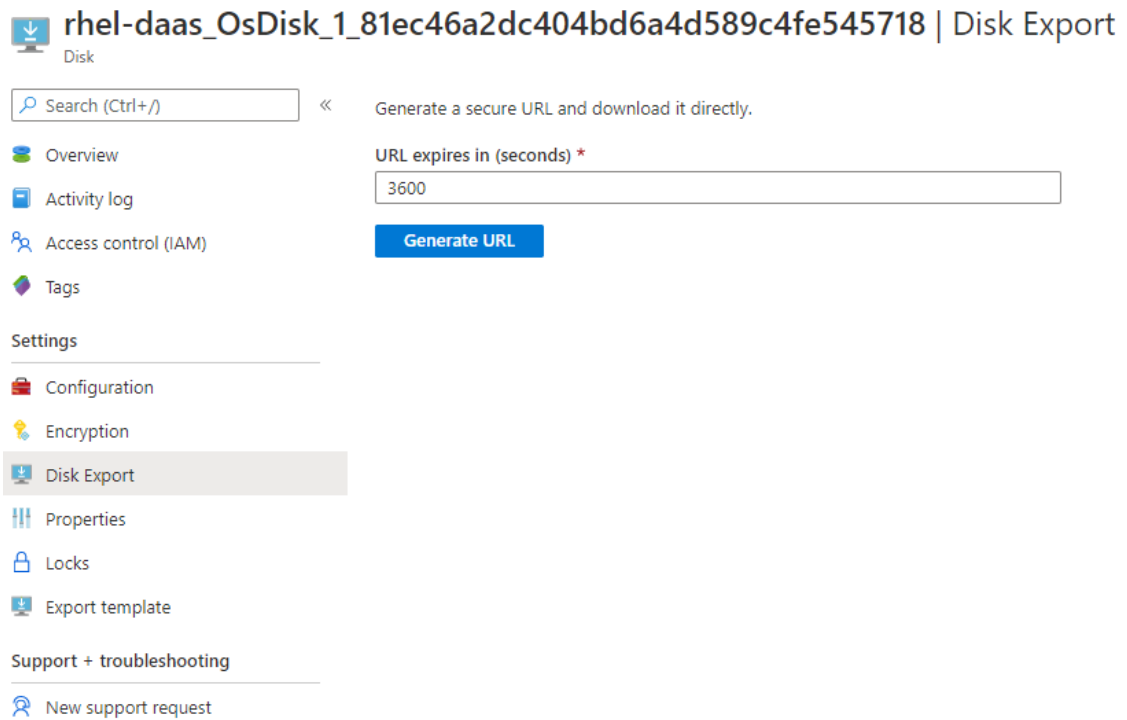 rhel-daas_OsDisk_1_81ec46a2dc404bd6a4d589c4fe545718 | Disk Export
Disk
Search (Ctrl+/)
«
Generate a secure URL and download it directly.
URL expires in (seconds) *
3600
Generate URL
Overview
Activity log
Access control (IAM)
Tags
Settings
Configuration
Encryption
Disk Export
Properties
Locks
Export template
Support + troubleshooting
New support request